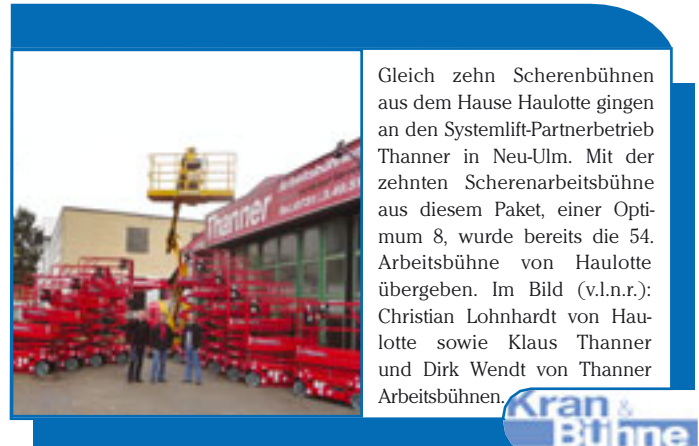 Thanner
Gleich zehn Scherenbühnen
aus dem Hause Haulotte gingen
an den Systemlift-Partnerbetrieb
Thanner in Neu-Ulm. Mit der
zehnten Scherenarbeitsbühne
aus diesem Paket, einer Opti-
mum 8, wurde bereits die 54.
Arbeitsbühne von Haulotte
übergeben. Im Bild (v.l.n.r.):
Christian Lohnhardt von Hau-
lotte sowie Klaus Thanner
und Dirk Wendt von Thanner
Arbeitsbühnen.
Kran &
Bühne